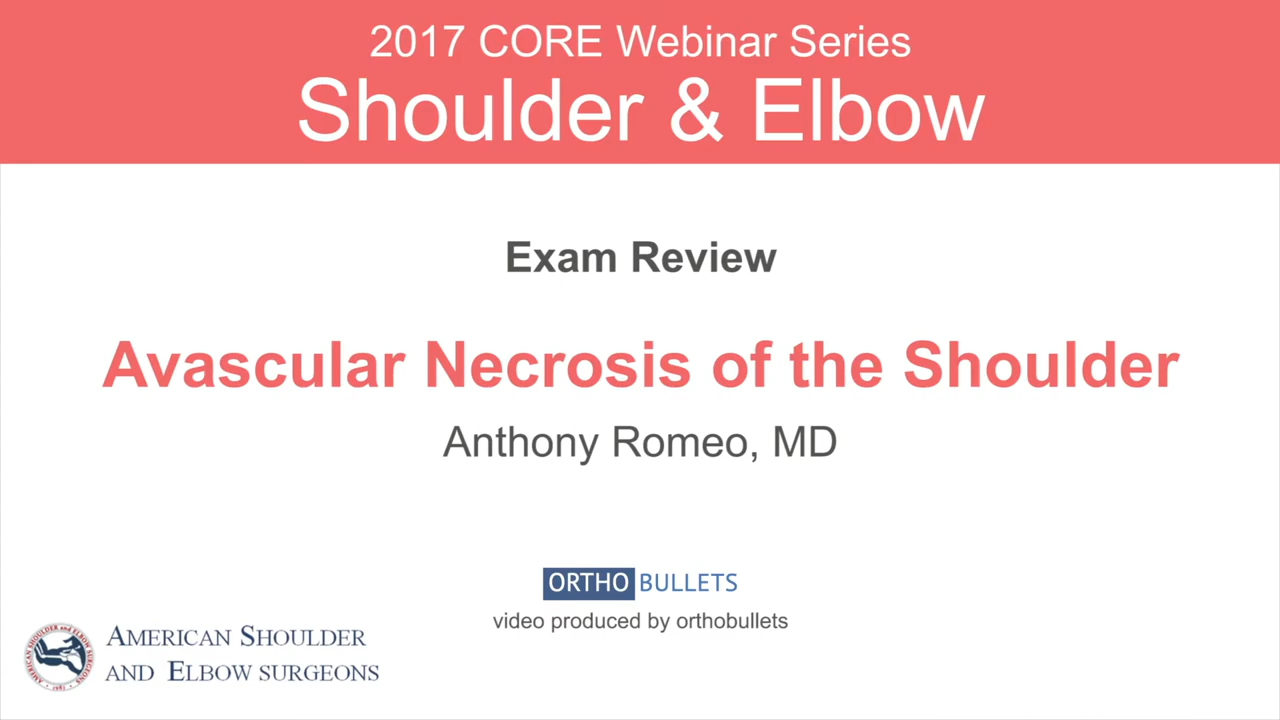 2017 CORE Webinar Series
Shoulder & Elbow
Exam Review
Avascular Necrosis of the Shoulder
Anthony Romeo, MD
ORTHO BULLETS
video produced by orthobullets
AMERICAN SHOULDER
AND ELBOW SURGEONS